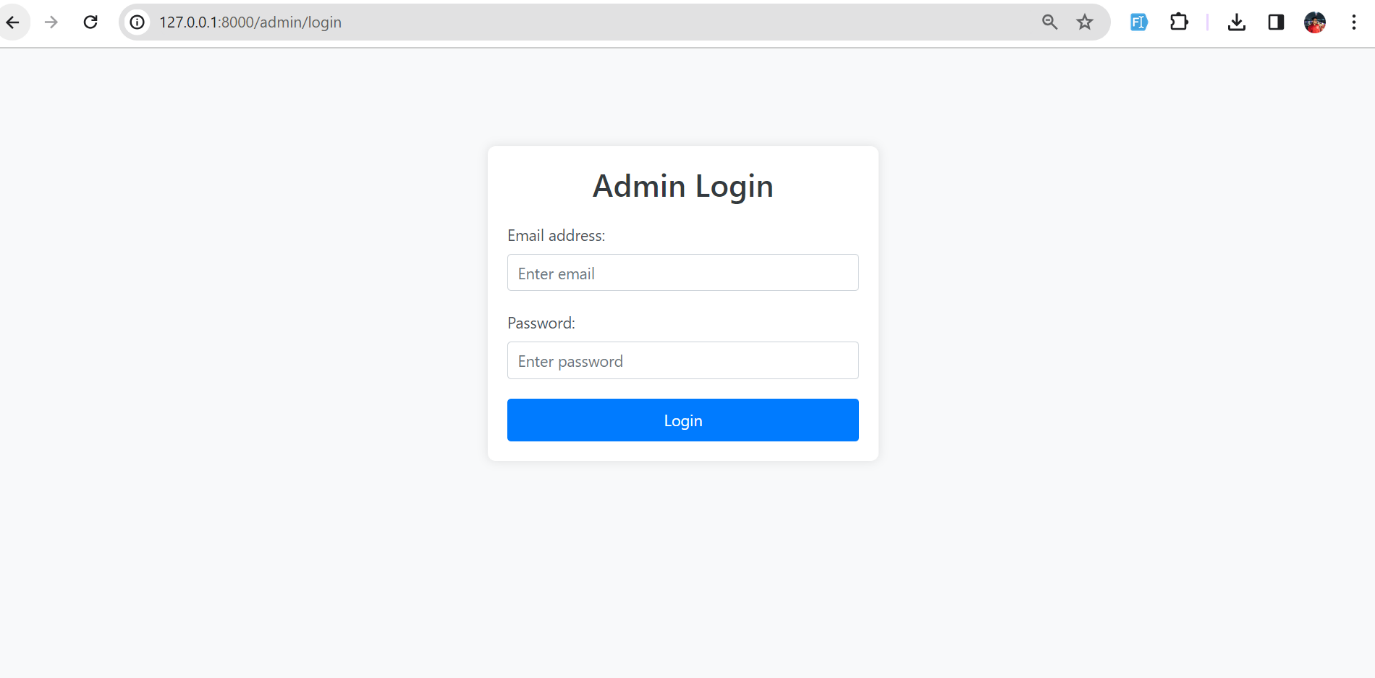 127.0.0.1:8000/admin/login
Admin Login
Email address:
Enter email
Password:
Enter password
Login